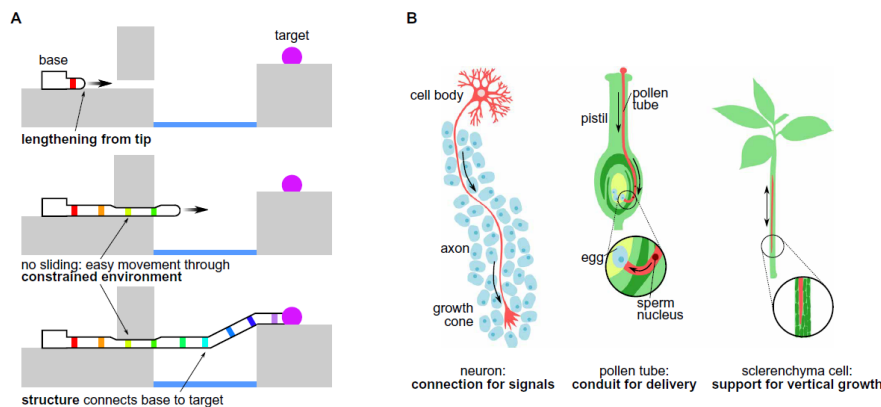 A
base
target
lengthening from tip
no sliding: easy movement through
constrained environment
structure connects base to target
B
cell body
axon
growth
cone
neuron:
connection for signals
pistil
pollen
tube
egg
sperm
nucleus
pollen tube:
conduit for delivery
sclerenchyma cell:
support for vertical growth